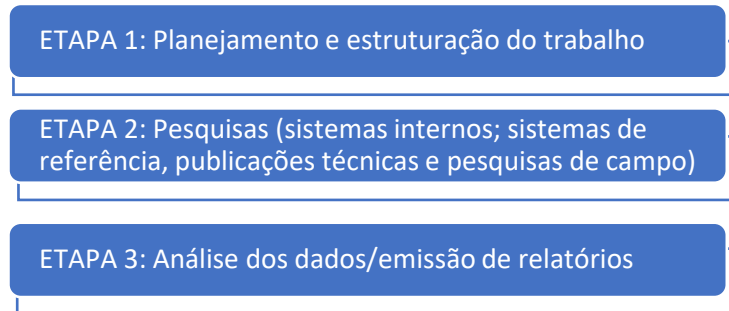 ETAPA 1: Planejamento e estruturação do trabalho
ETAPA 2: Pesquisas (sistemas internos; sistemas de
referência, publicações técnicas e pesquisas de campo)
ETAPA 3: Análise dos dados/emissão de relatórios